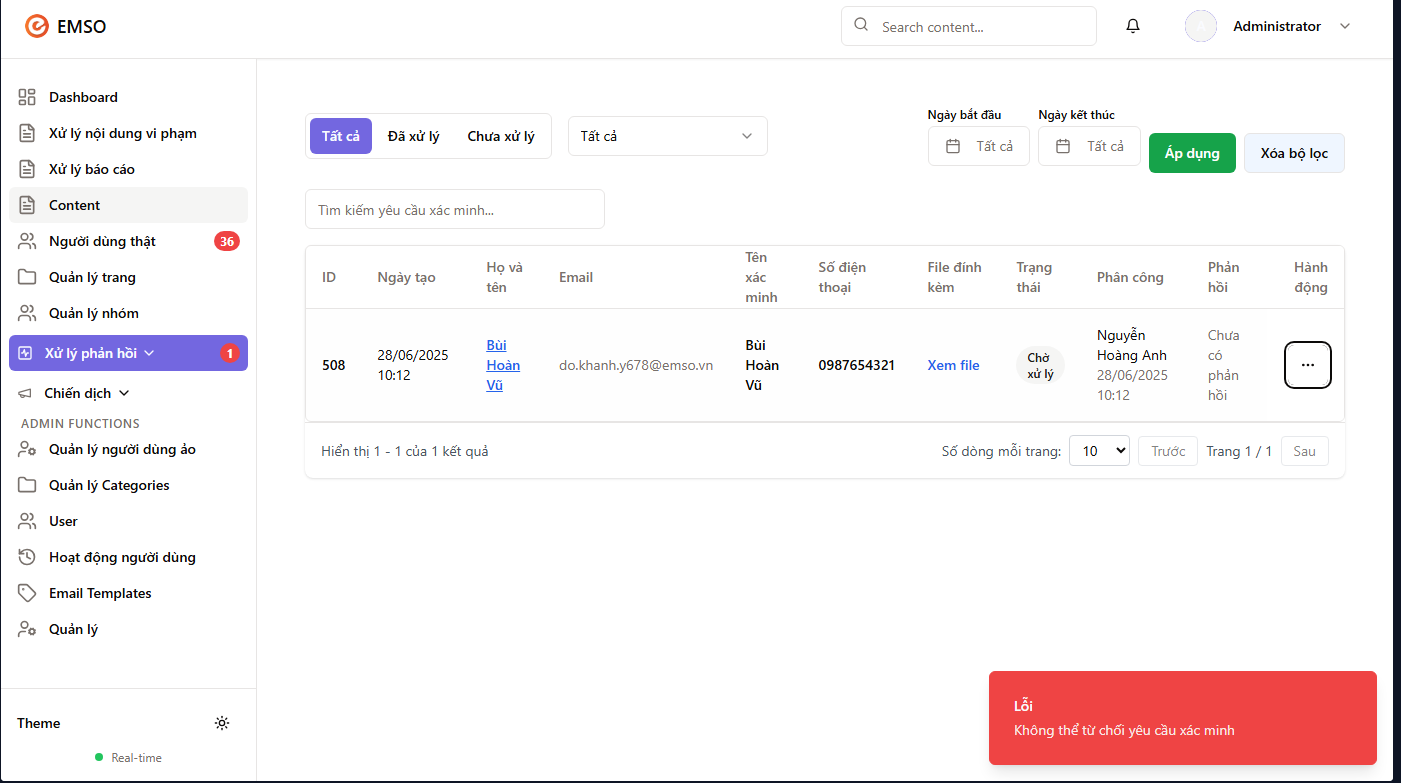 EMSO
Search content...
Administrator
Dashboard
Xử lý nội dung vi phạm
Xử lý báo cáo
Content
Người dùng thật
36
Quản lý trang
Quản lý nhóm
Xử lý phản hồi
1
Chiến dịch
ADMIN FUNCTIONS
Quản lý người dùng ảo
Quản lý Categories
User
Hoạt động người dùng
Email Templates
Quản lý
Theme
Real-time
Tất cả
Đã xử lý
Chưa xử lý
Tất cả
Ngày bắt đầu
Tất cả
Ngày kết thúc
Tất cả
Áp dụng
Xóa bộ lọc
Tìm kiếm yêu cầu xác minh...
ID
Ngày tạo
Họ và
tên
Email
Tên
xác
minh
Số điện
thoại
File đính
kèm
Trạng
thái
Phân công
Phản
hồi
Hành
động
508
28/06/2025
10:12
Bùi
Hoàn
Vũ
do.khanh.y678@emso.vn
Bùi
Hoàn
Vũ
0987654321
Xem file
Chờ
xử lý
Nguyễn
Hoàng Anh
28/06/2025
10:12
Chưa
có
phản
hồi
...
Hiển thị 1 - 1 của 1 kết quả
Số dòng mỗi trang:
10
Trước
Trang 1 / 1
Sau
Lỗi
Không thể từ chối yêu cầu xác minh